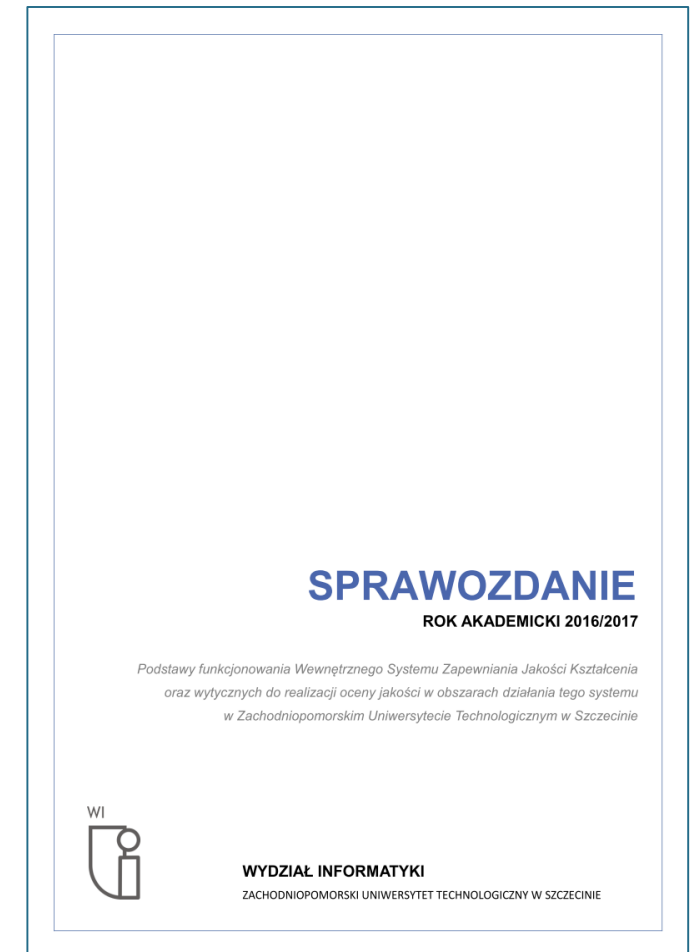 SPRAWOZDANIE
ROK AKADEMICKI 2016/2017
Podstawy funkcjonowania Wewnętrznego Systemu Zapewniania Jakości Kształcenia
oraz wytycznych do realizacji oceny jakości w obszarach działania tego systemu
w Zachodniopomorskim Uniwersytecie Technologicznym w Szczecinie
WI
WYDZIAŁ INFORMATYKI
ZACHODNIOPOMORSKI UNIWERSYTET TECHNOLOGICZNY W SZCZECINIE